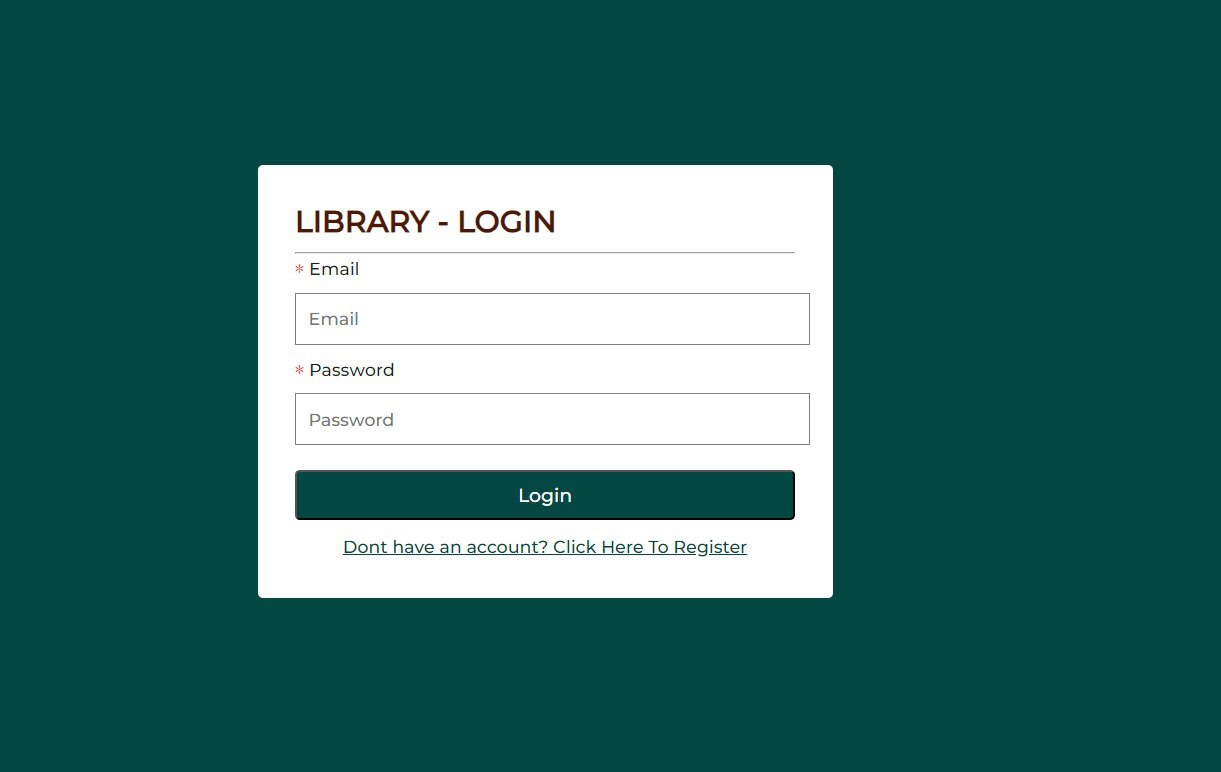 LIBRARY - LOGIN
* Email
Email
* Password
Password
Login
Dont have an account? Click Here To Register